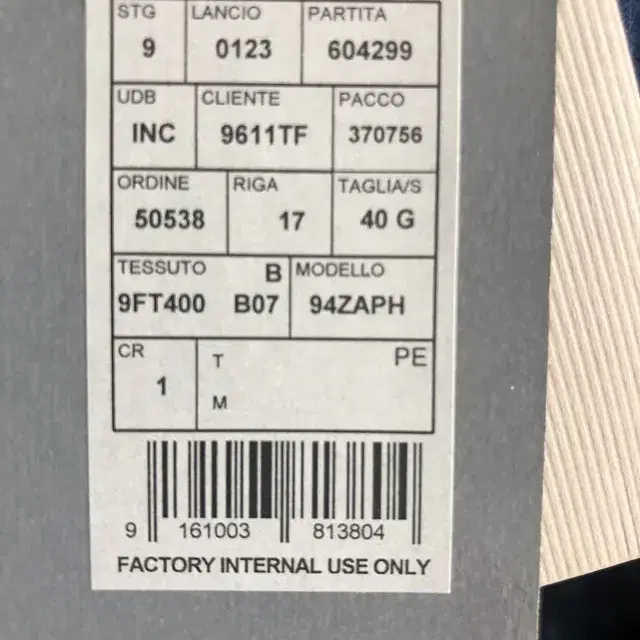 STG LANCIO PARTITA
9 0123 604299
UDB CLIENTE PACCO
INC 9611TF 370756
ORDINE RIGA TAGLIA/S
50538 17 40 G
TESSUTO B MODELLO
9FT400 B07 94ZAPH
CR T PE
1 M
9 161003 813804
FACTORY INTERNAL USE ONLY